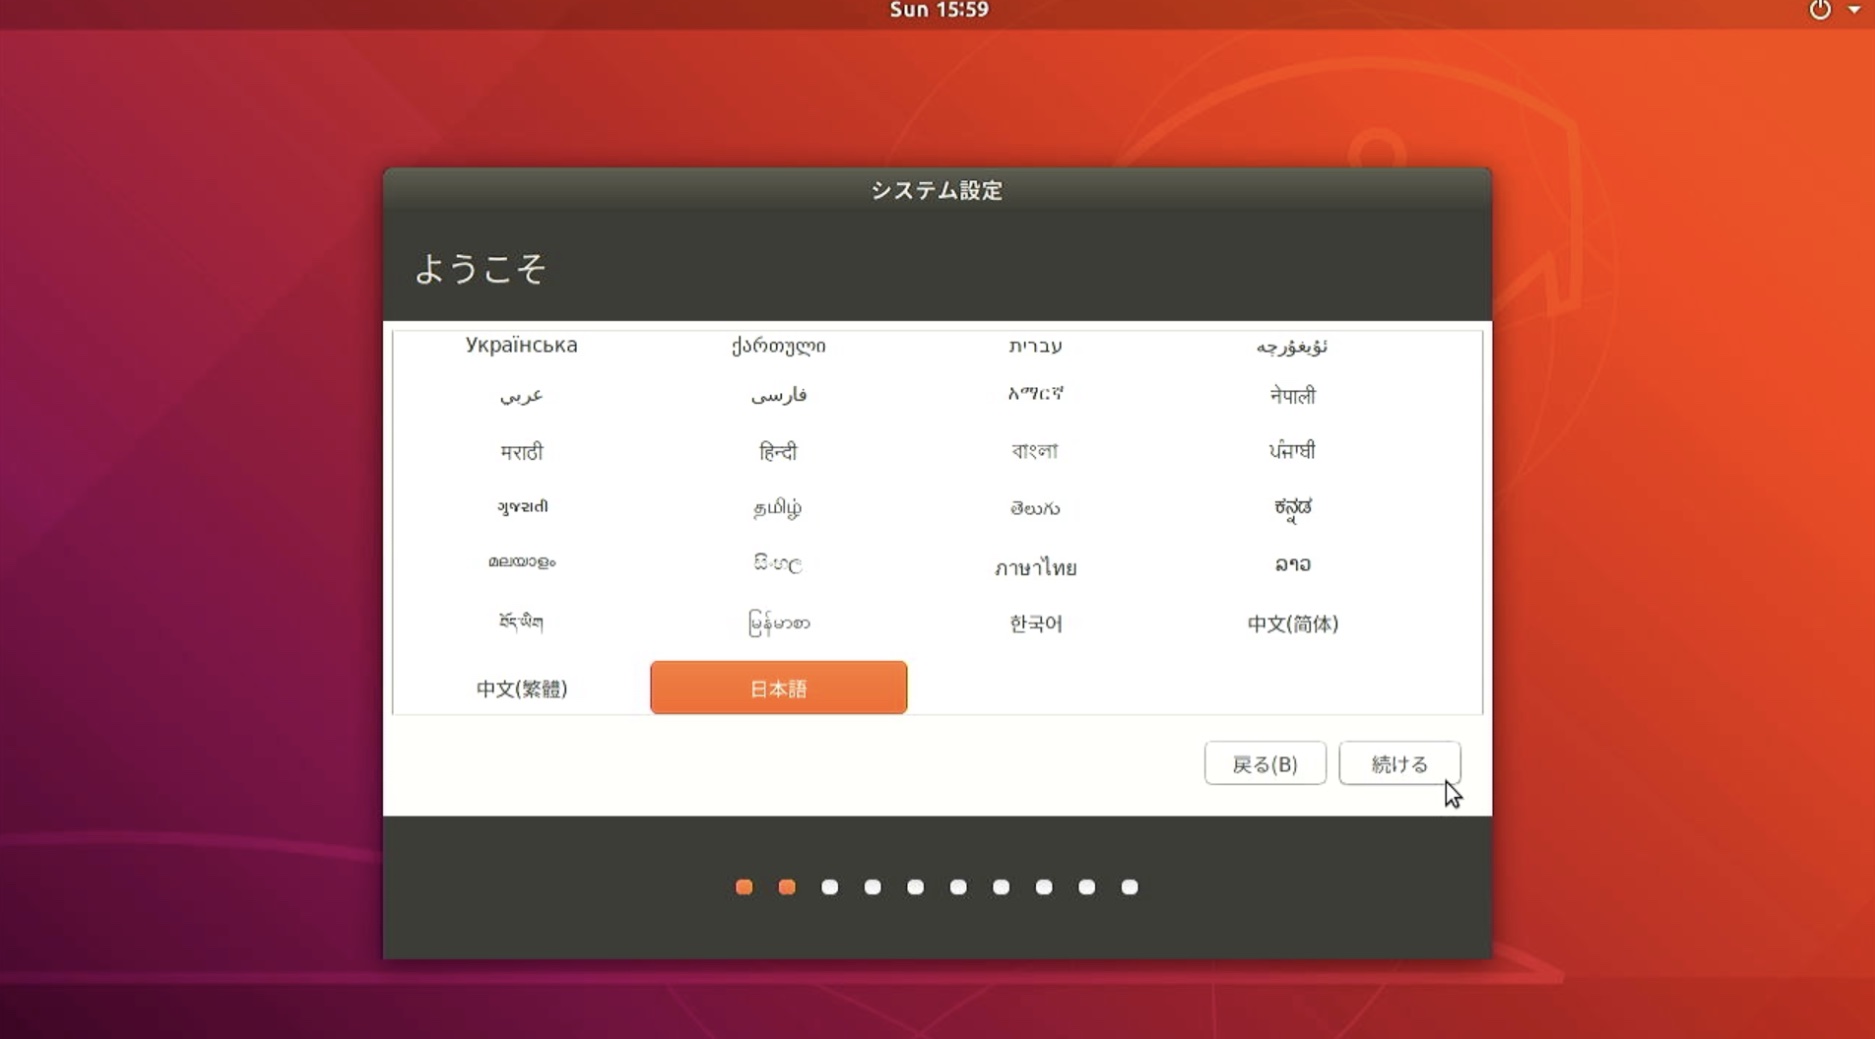 Sun 15:59
システム設定
ようこそ
Українська ქართული עברית ئۇيغۇرچە
عربي فارسی አማርኛ नेपाली
मराठी हिन्दी বাংলা ਪੰਜਾਬੀ
ગુજરાતી தமிழ் తెలుగు ಕನ್ನಡ
മലയാളം සිංහල ภาษาไทย ລາວ
བོད་ཡིག မြန်မာစာ 한국어 中文(简体)
中文(繁體) 日本語
戻る(B) 続ける